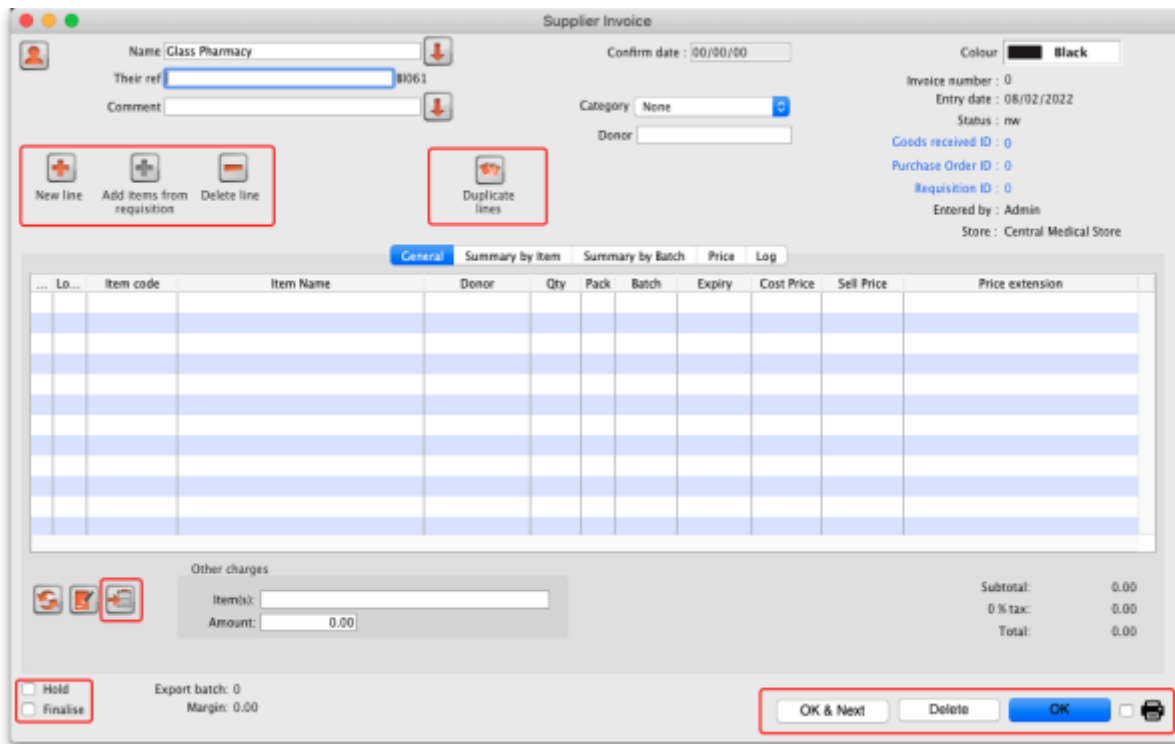 Supplier Invoice
Name Glass Pharmacy
Confirm date : 00/00/00
Colour Black
Their ref BI061
Invoice number : 0
Comment
Category None
Entry date : 08/02/2022
Donor
Status : nw
Goods received ID : 0
Purchase Order ID : 0
Requisition ID : 0
Entered by : Admin
Store : Central Medical Store
New line
Add items from
requisition
Delete line
Duplicate
lines
General Summary by Item Summary by Batch Price Log
... Lo... Item code Item Name Donor Qty Pack Batch Expiry Cost Price Sell Price Price extension
Other charges
Item(s):
Amount: 0.00
Subtotal: 0.00
0 % tax: 0.00
Total: 0.00
Hold
Finalise
Export batch: 0
Margin: 0.00
OK & Next Delete OK